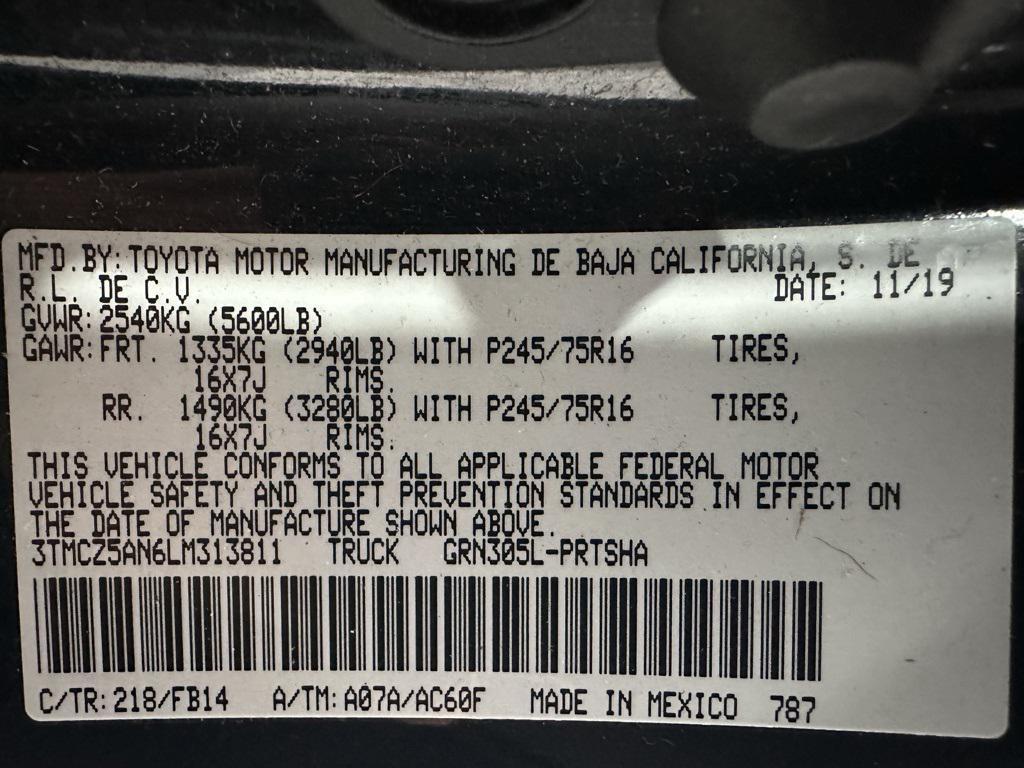 MFD.BY:TOYOTA MOTOR MANUFACTURING DE BAJA CALIFORNIA, S. DE
R.L. DE C.V. DATE: 11/19
GVWR:2540KG (5600LB)
GAWR:FRT. 1335KG (2940LB) WITH P245/75R16 TIRES,
16X7J RIMS.
RR. 1490KG (3280LB) WITH P245/75R16 TIRES,
16X7J RIMS.
THIS VEHICLE CONFORMS TO ALL APPLICABLE FEDERAL MOTOR
VEHICLE SAFETY AND THEFT PREVENTION STANDARDS IN EFFECT ON
THE DATE OF MANUFACTURE SHOWN ABOVE.
3TMCZ5AN6LM313811 TRUCK GRN305L-PRTSHA
C/TR:218/FB14 A/TM:A07A/AC60F MADE IN MEXICO 787